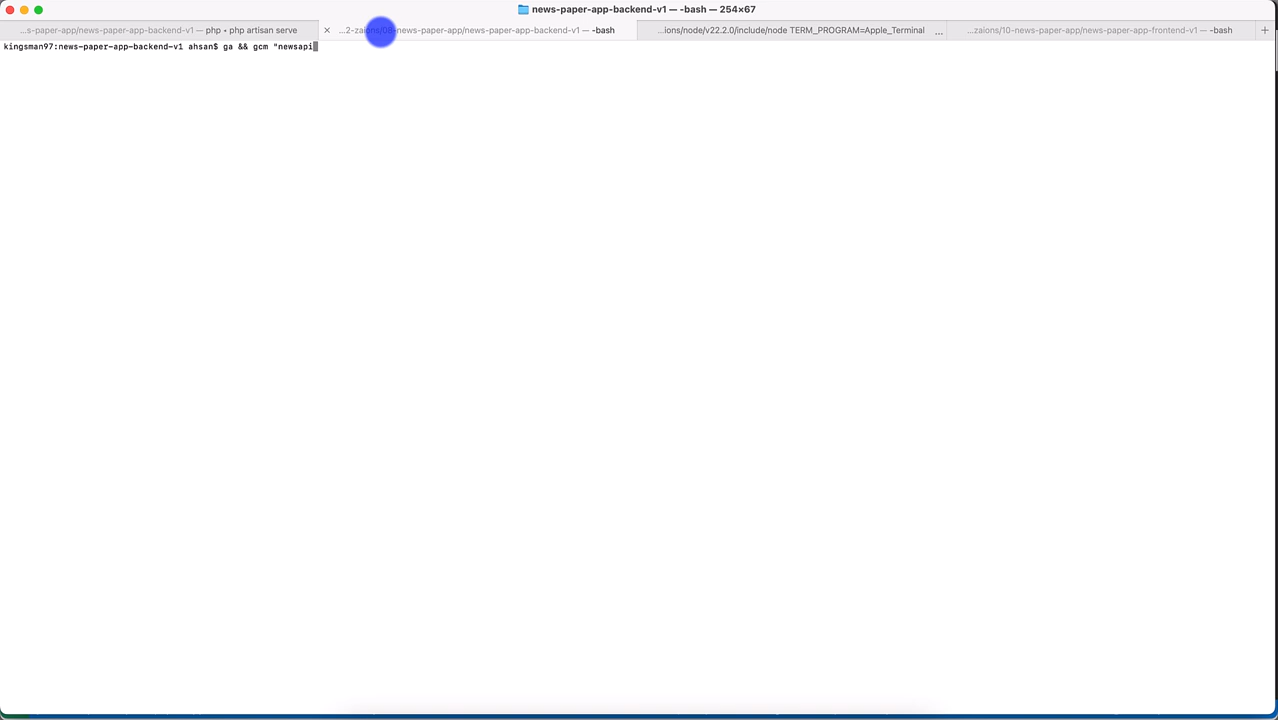 news-paper-app-backend-v1 — -bash — 254×67
...s-paper-app/news-paper-app-backend-v1 — php • php artisan serve
...2-zaions/08-news-paper-app/news-paper-app-backend-v1 — -bash
...ions/node/v22.2.0/include/node TERM_PROGRAM=Apple_Terminal ...
...zaions/10-news-paper-app/news-paper-app-frontend-v1 — -bash
kingsman97:news-paper-app-backend-v1 ahsan$ ga && gcm "newsapi